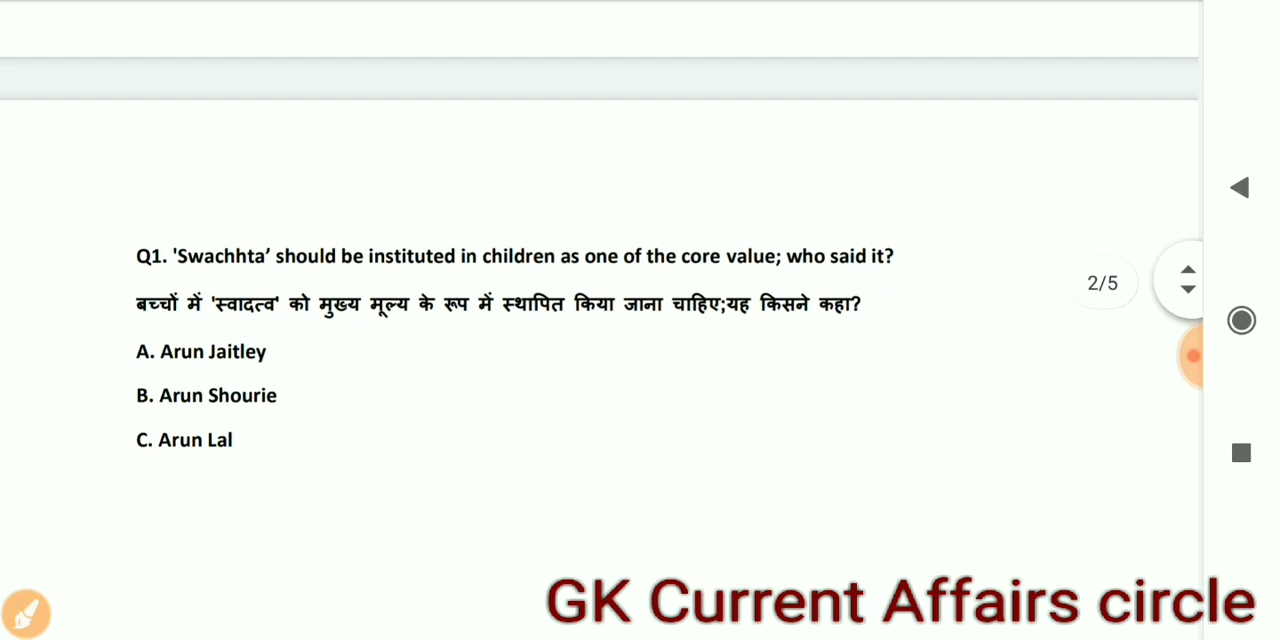 Q1. 'Swachhta’ should be instituted in children as one of the core value; who said it?
बच्चों में 'स्वादत्व' को मुख्य मूल्य के रूप में स्थापित किया जाना चाहिए;यह किसने कहा?
2/5
A. Arun Jaitley
B. Arun Shourie
C. Arun Lal
GK Current Affairs circle